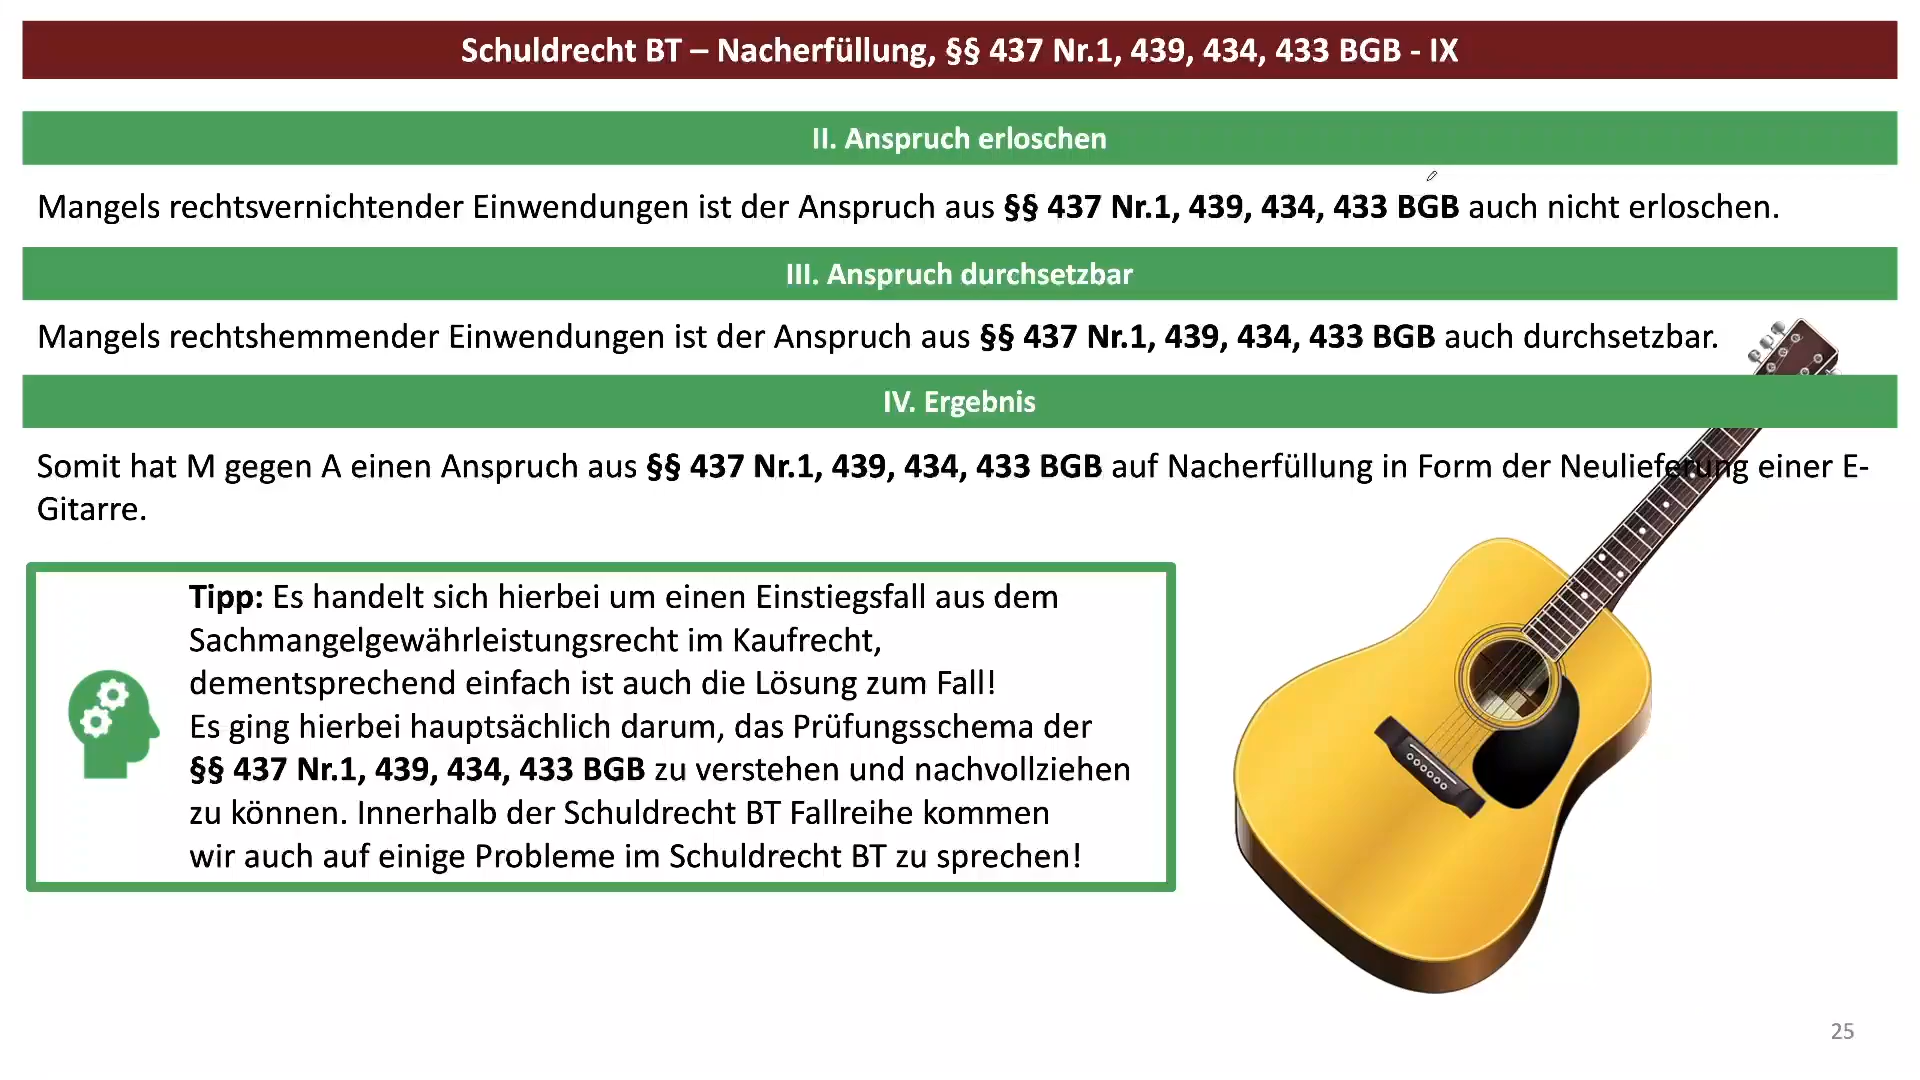 Schuldrecht BT – Nacherfüllung, §§ 437 Nr.1, 439, 434, 433 BGB - IX
II. Anspruch erloschen
Mangels rechtsvernichtender Einwendungen ist der Anspruch aus §§ 437 Nr.1, 439, 434, 433 BGB auch nicht erloschen.
III. Anspruch durchsetzbar
Mangels rechtshemmender Einwendungen ist der Anspruch aus §§ 437 Nr.1, 439, 434, 433 BGB auch durchsetzbar.
IV. Ergebnis
Somit hat M gegen A einen Anspruch aus §§ 437 Nr.1, 439, 434, 433 BGB auf Nacherfüllung in Form der Neulieferung einer E-
Gitarre.
Tipp: Es handelt sich hierbei um einen Einstiegsfall aus dem
Sachmangelgewährleistungsrecht im Kaufrecht,
dementsprechend einfach ist auch die Lösung zum Fall!
Es ging hierbei hauptsächlich darum, das Prüfungsschema der
§§ 437 Nr.1, 439, 434, 433 BGB zu verstehen und nachvollziehen
zu können. Innerhalb der Schuldrecht BT Fallreihe kommen
wir auch auf einige Probleme im Schuldrecht BT zu sprechen!
25